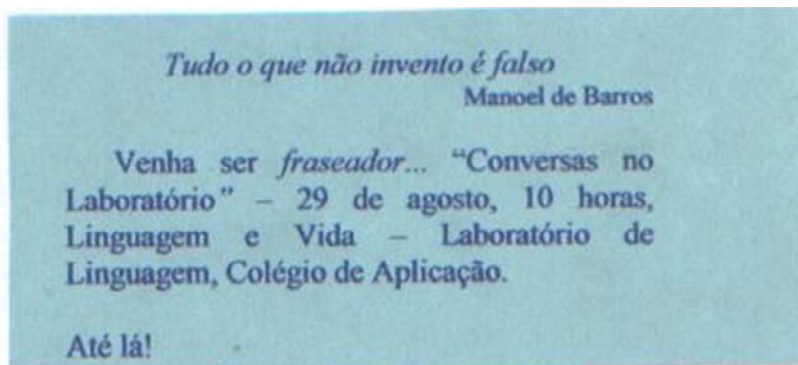 Tudo o que não invento é falso
Manoel de Barros
Venha ser fraseador... “Conversas no
Laboratório” – 29 de agosto, 10 horas,
Linguagem e Vida – Laboratório de
Linguagem, Colégio de Aplicação.
Até lá!